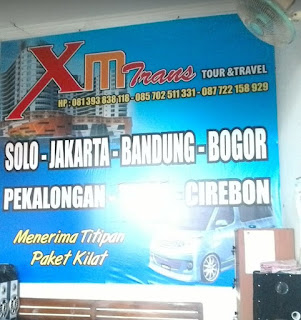 XM Trans TOUR & TRAVEL
HP : 081 393 838 118 - 085 702 511 331 - 087 722 158 929
SOLO - JAKARTA - BANDUNG - BOGOR
PEKALONGAN - - CIREBON
Menerima Titipan
Paket Kilat